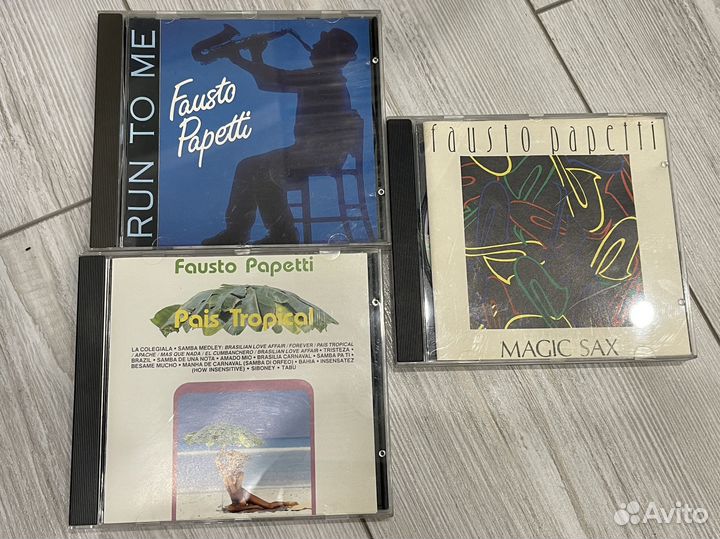 RUN TO ME
Fausto
Papetti
fausto papetti
MAGIC SAX
Fausto Papetti
Pais Tropical
LA COLEGIALA • SAMBA MEDLEY: BRASILIAN LOVE AFFAIR / FOREVER / PAIS TROPICAL
/ APACHE / MAS QUE NADA / EL CUMBANCHERO / BRASILIAN LOVE AFFAIR • TRISTEZA •
BRAZIL • SAMBA DE UNA NOTA • AMADO MIO • BRASILIA CARNAVAL • SAMBA PA TI •
BESAME MUCHO • MANHA DE CARNAVAL (SAMBA DI ORFEO) • BAHIA • INSENSATEZ
(HOW INSENSITIVE) • SIBONEY • TABU
Avito